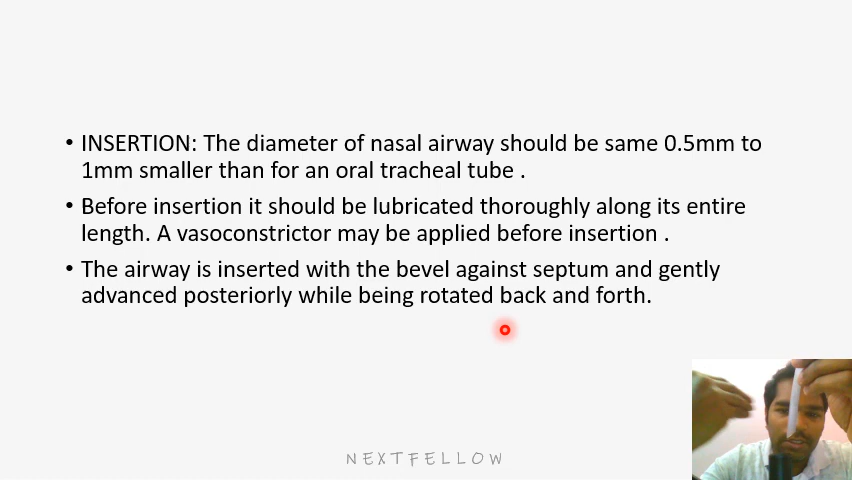 • INSERTION: The diameter of nasal airway should be same 0.5mm to
1mm smaller than for an oral tracheal tube .
• Before insertion it should be lubricated thoroughly along its entire
length. A vasoconstrictor may be applied before insertion .
• The airway is inserted with the bevel against septum and gently
advanced posteriorly while being rotated back and forth.
NEXTFELLOW